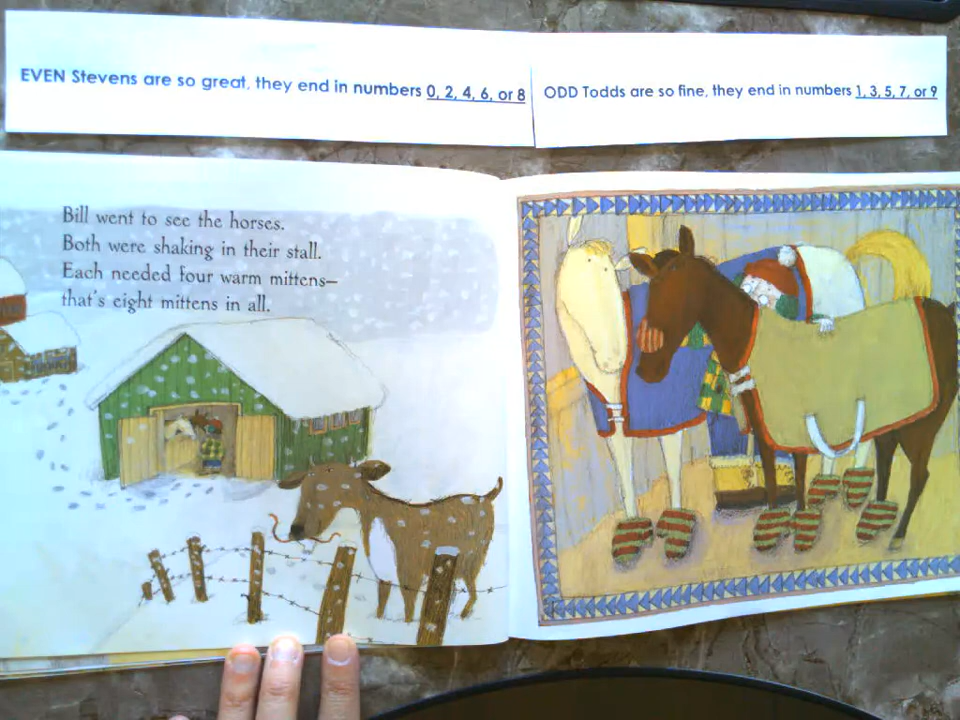 EVEN Stevens are so great, they end in numbers 0, 2, 4, 6, or 8
ODD Todds are so fine, they end in numbers 1, 3, 5, 7, or 9
Bill went to see the horses.
Both were shaking in their stall.
Each needed four warm mittens—
that's eight mittens in all.